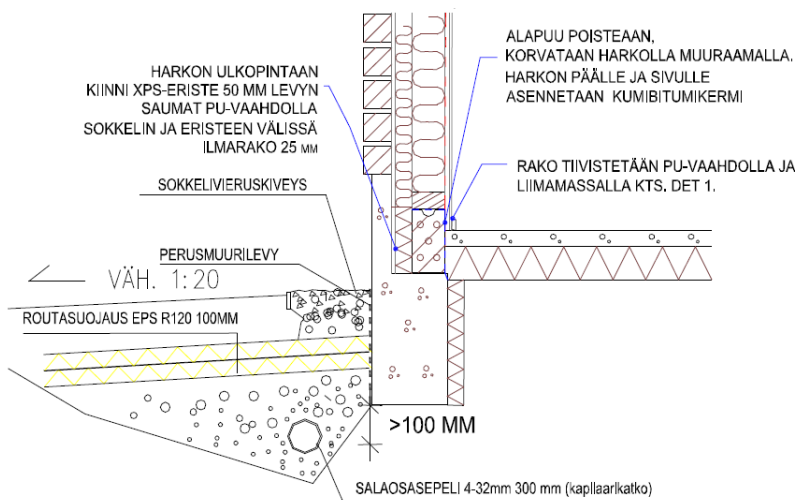 ALAPUU POISTEAAN,
KORVATAAN HARKOLLA MUURAAMALLA.
HARKON PÄÄLLE JA SIVULLE
ASENNETAAN KUMIBITUMIKERMI
HARKON ULKOPINTAAN
KIINNI XPS-ERISTE 50 MM LEVYN
SAUMAT PU-VAAHDOLLA
SOKKELIN JA ERISTEEN VÄLISSÄ
ILMARAKO 25 MM
RAKO TIIVISTETÄÄN PU-VAAHDOLLA JA
LIIMAMASSALLA KTS. DET 1.
SOKKELIVIERUSKIVEYS
PERUSMUURILEVY
VÄH. 1:20
ROUTASUOJAUS EPS R120 100MM
>100 MM
SALAOSASEPELI 4-32mm 300 mm (kapllaarlkatko)